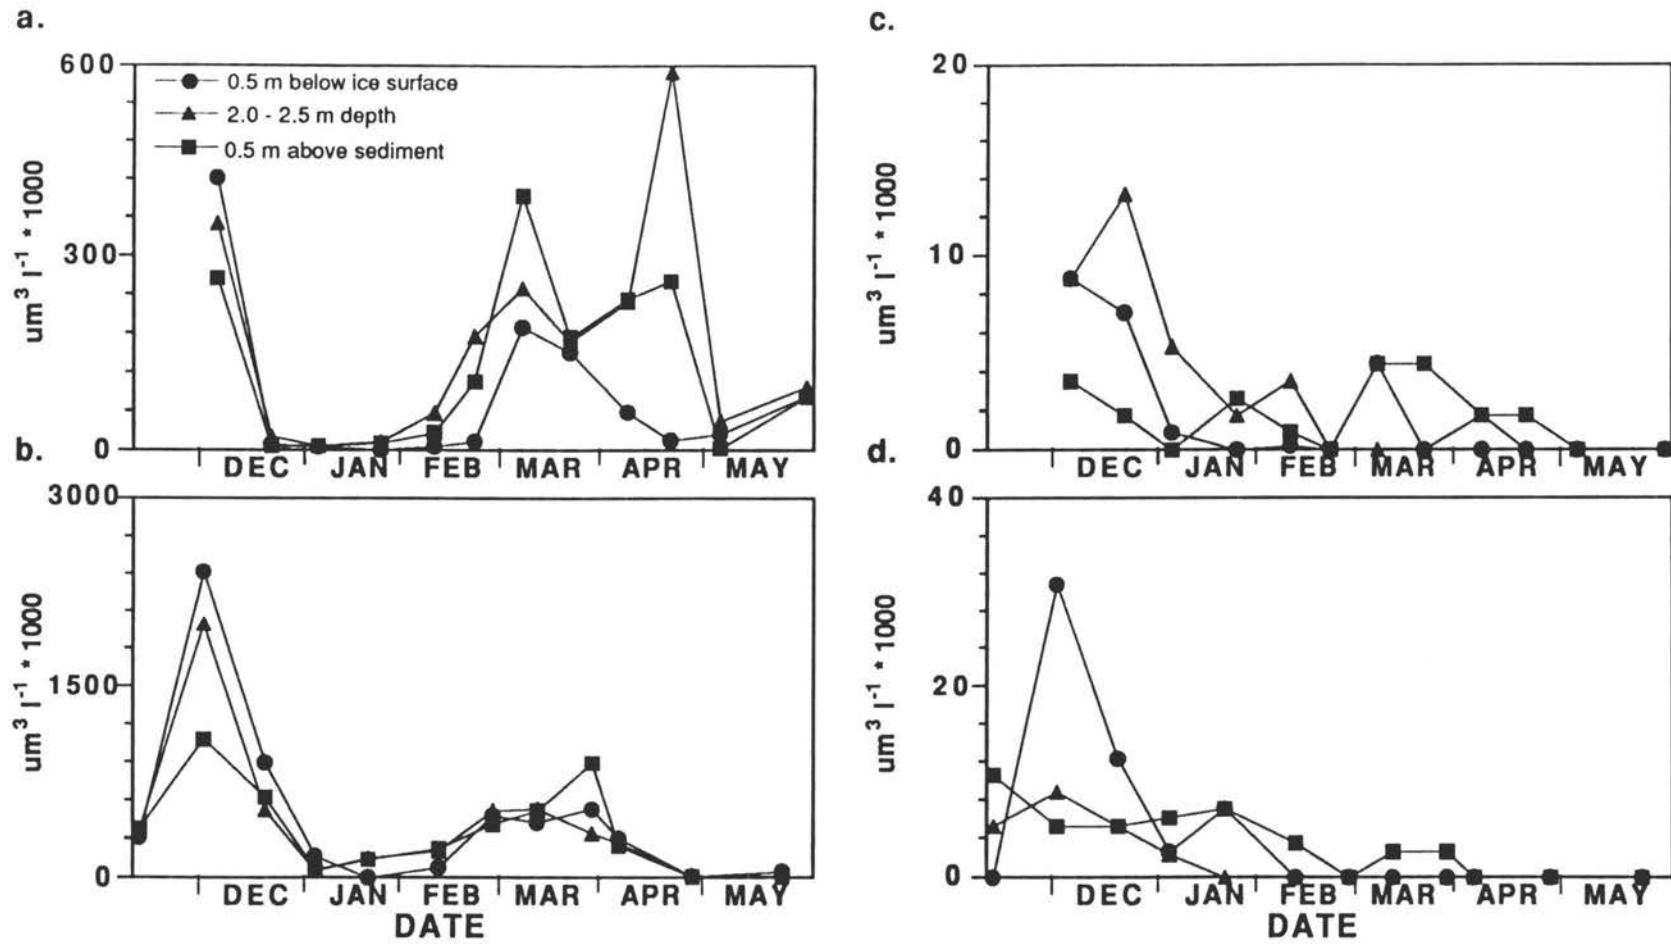 a.
600
300
0
um3 l-1 * 1000
0.5 m below ice surface
2.0 - 2.5 m depth
0.5 m above sediment
DEC JAN FEB MAR APR MAY
c.
20
10
0
um3 l-1 * 1000
DEC JAN FEB MAR APR MAY
b.
3000
1500
0
um3 l-1 * 1000
DEC JAN FEB MAR APR MAY
DATE
d.
40
20
0
um3 l-1 * 1000
DEC JAN FEB MAR APR MAY
DATE